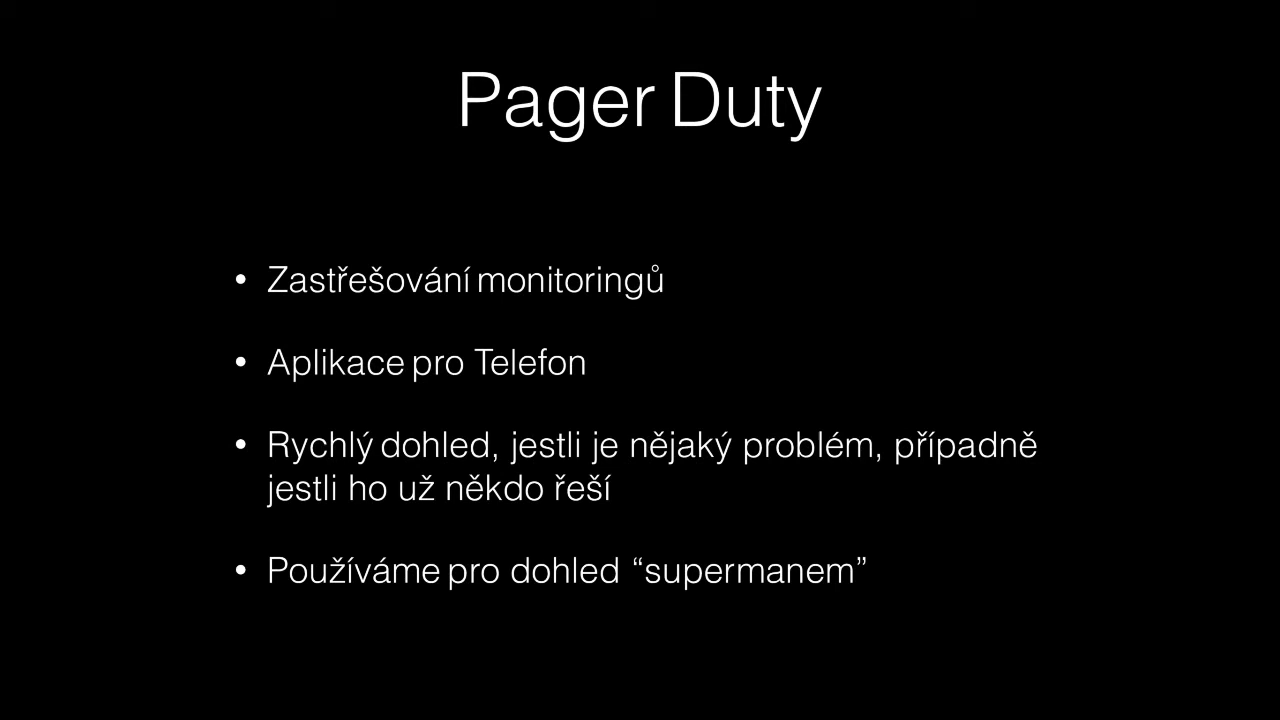 Pager Duty
• Zastřešování monitoringů
• Aplikace pro Telefon
• Rychlý dohled, jestli je nějaký problém, případně
jestli ho už někdo řeší
• Používáme pro dohled “supermanem”